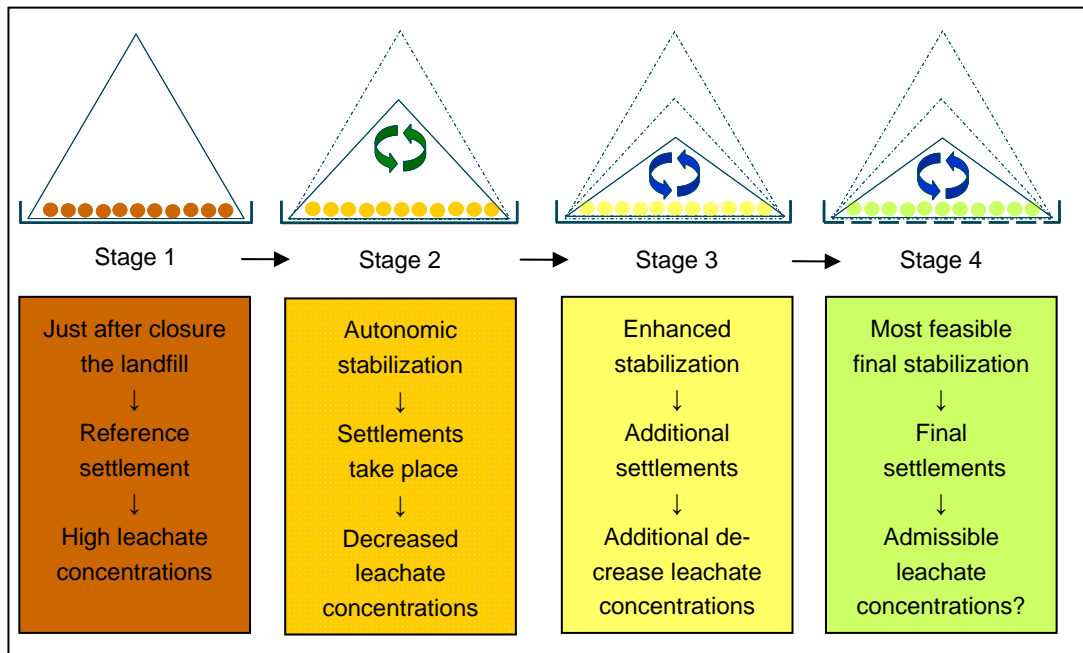 Stage 1
Stage 2
Stage 3
Stage 4
Just after closure
the landfill
↓
Reference
settlement
↓
High leachate
concentrations
Autonomic
stabilization
↓
Settlements
take place
↓
Decreased
leachate
concentrations
Enhanced
stabilization
↓
Additional
settlements
↓
Additional de-
crease leachate
concentrations
Most feasible
final stabilization
↓
Final
settlements
↓
Admissible
leachate
concentrations?